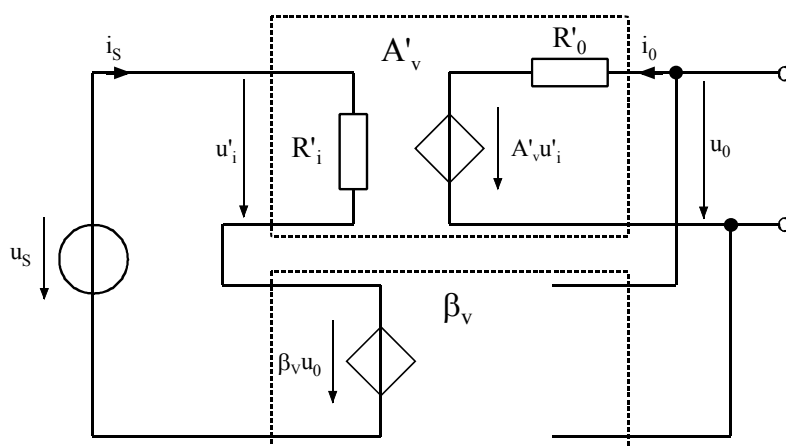 i_S
A'_v
R'_0
i_0
u'_i
R'_i
A'_v u'_i
u_0
u_S
β_v
β_v u_0